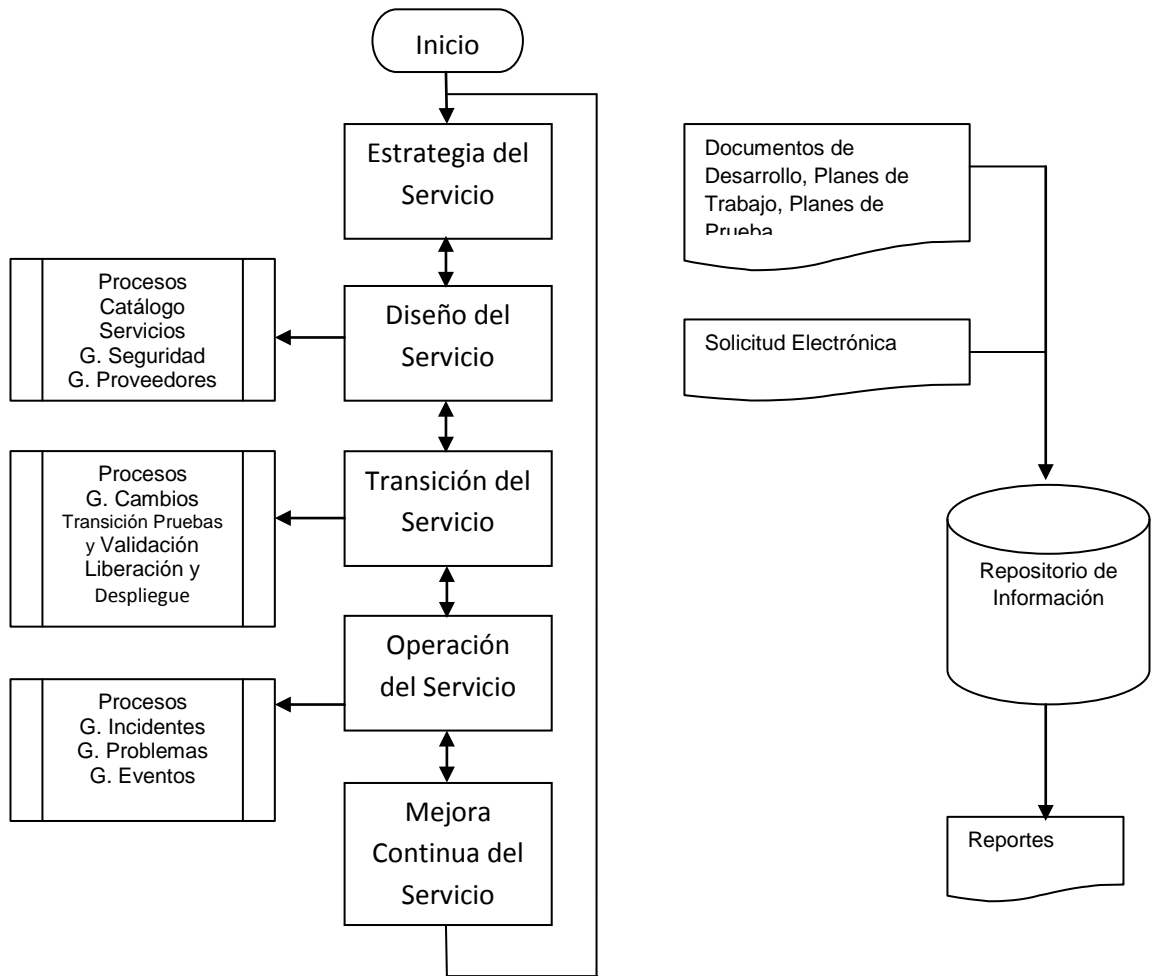 Inicio
Estrategia del
Servicio
Diseño del
Servicio
Transición del
Servicio
Operación
del Servicio
Mejora
Continua del
Servicio
Procesos
Catálogo
Servicios
G. Seguridad
G. Proveedores
Procesos
G. Cambios
Transición Pruebas
y Validación
Liberación y
Despliegue
Procesos
G. Incidentes
G. Problemas
G. Eventos
Documentos de
Desarrollo, Planes de
Trabajo, Planes de
Prueba
Solicitud Electrónica
Repositorio de
Información
Reportes